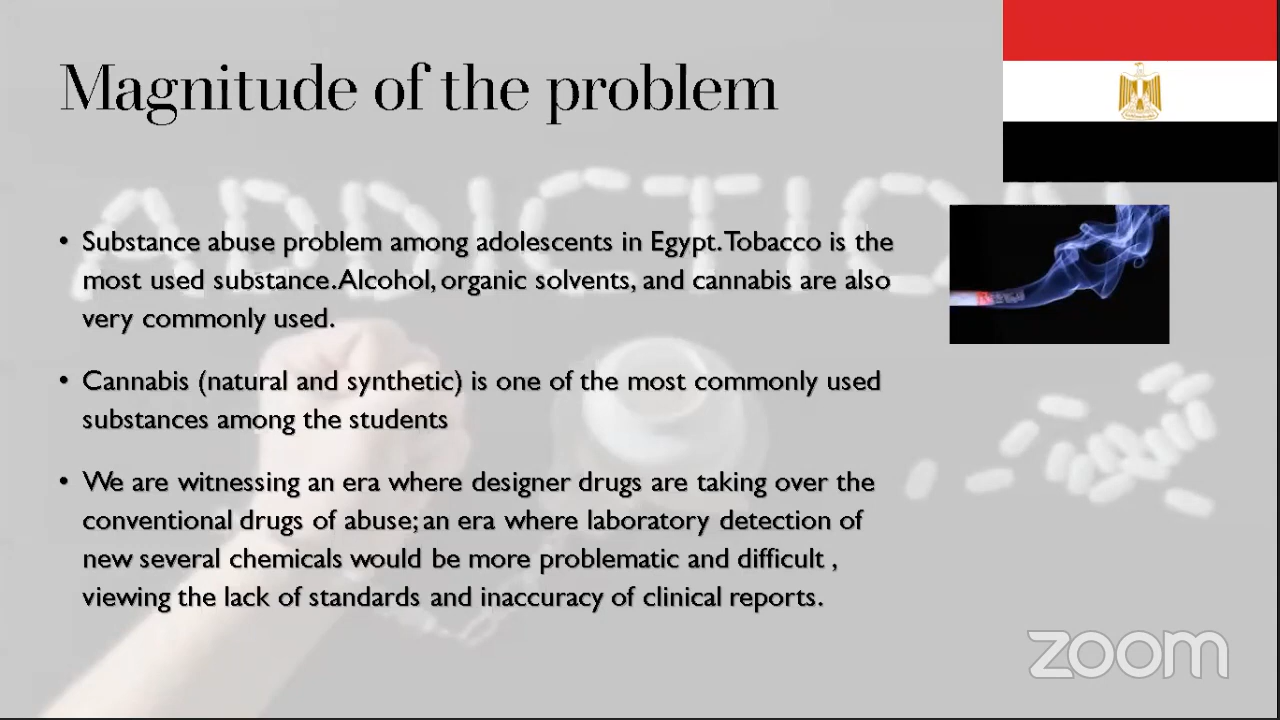 Magnitude of the problem
ADDICTION
• Substance abuse problem among adolescents in Egypt. Tobacco is the
most used substance. Alcohol, organic solvents, and cannabis are also
very commonly used.
• Cannabis (natural and synthetic) is one of the most commonly used
substances among the students
• We are witnessing an era where designer drugs are taking over the
conventional drugs of abuse; an era where laboratory detection of
new several chemicals would be more problematic and difficult ,
viewing the lack of standards and inaccuracy of clinical reports.
zoom